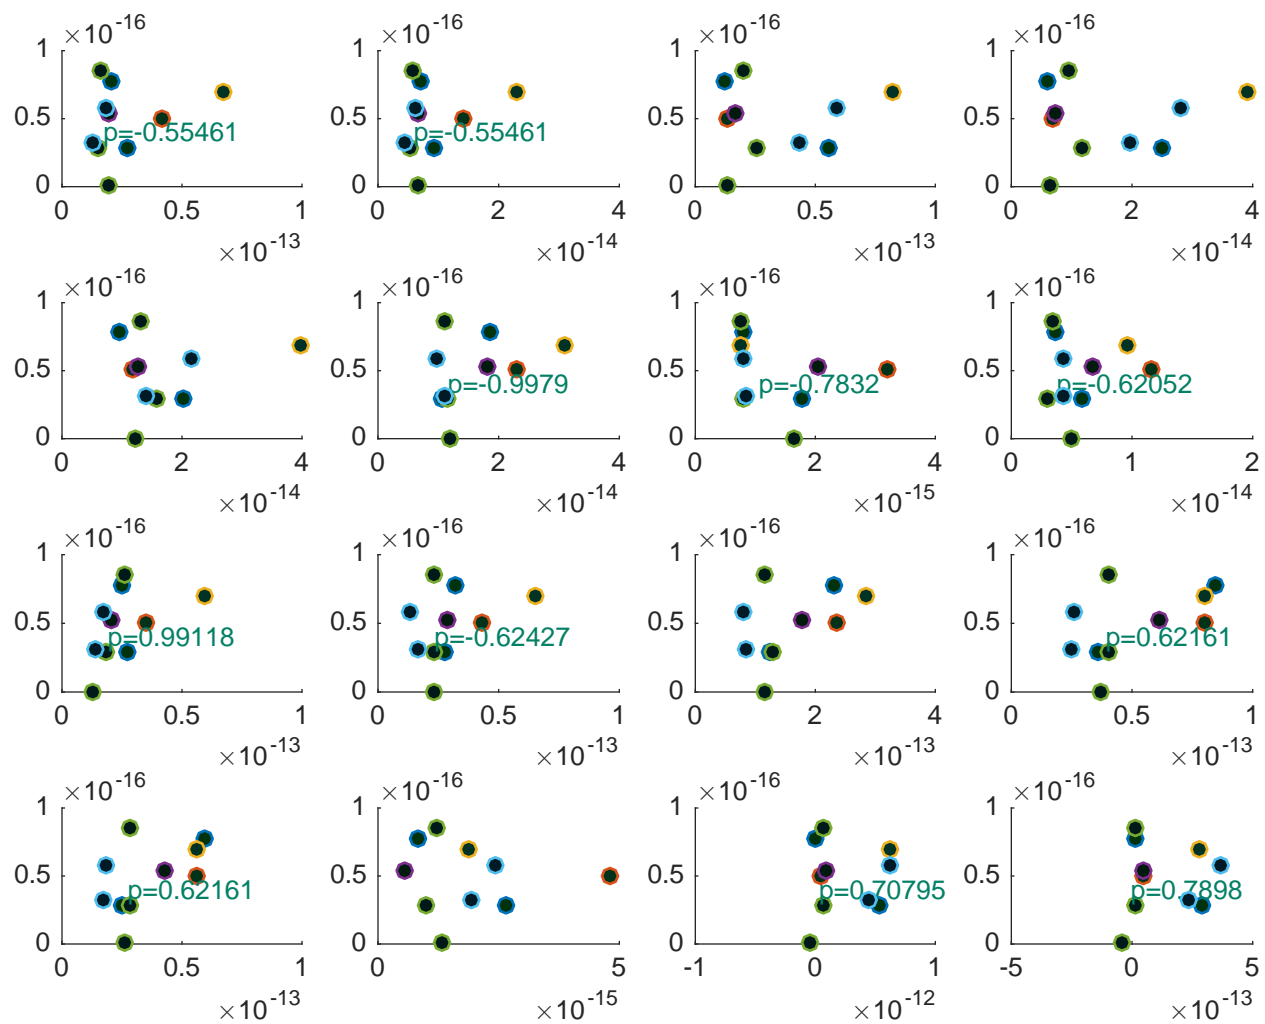 ×10-16 ×10-16 ×10-16 ×10-16
1 1 1 1
0.5 p=-0.55461 0.5 p=-0.55461 0.5 0.5
0 0 0 0
0 0.5 1 0 2 4 0 0.5 1 0 2 4
×10-13 ×10-14 ×10-13 ×10-14
×10-16 ×10-16 ×10-16 ×10-16
1 1 1 1
0.5 0.5 p=-0.9979 0.5 p=-0.7832 0.5 p=-0.62052
0 0 0 0
0 2 4 0 2 4 0 2 4 0 1 2
×10-14 ×10-14 ×10-15 ×10-14
×10-16 ×10-16 ×10-16 ×10-16
1 1 1 1
0.5 p=0.99118 0.5 p=-0.62427 0.5 0.5 p=0.62161
0 0 0 0
0 0.5 1 0 0.5 1 0 2 4 0 0.5 1
×10-13 ×10-13 ×10-13 ×10-13
×10-16 ×10-16 ×10-16 ×10-16
1 1 1 1
0.5 p=0.62161 0.5 0.5 p=0.70795 0.5 p=0.7898
0 0 0 0
0 0.5 1 0 5 -1 0 1 -5 0 5
×10-13 ×10-15 ×10-12 ×10-13